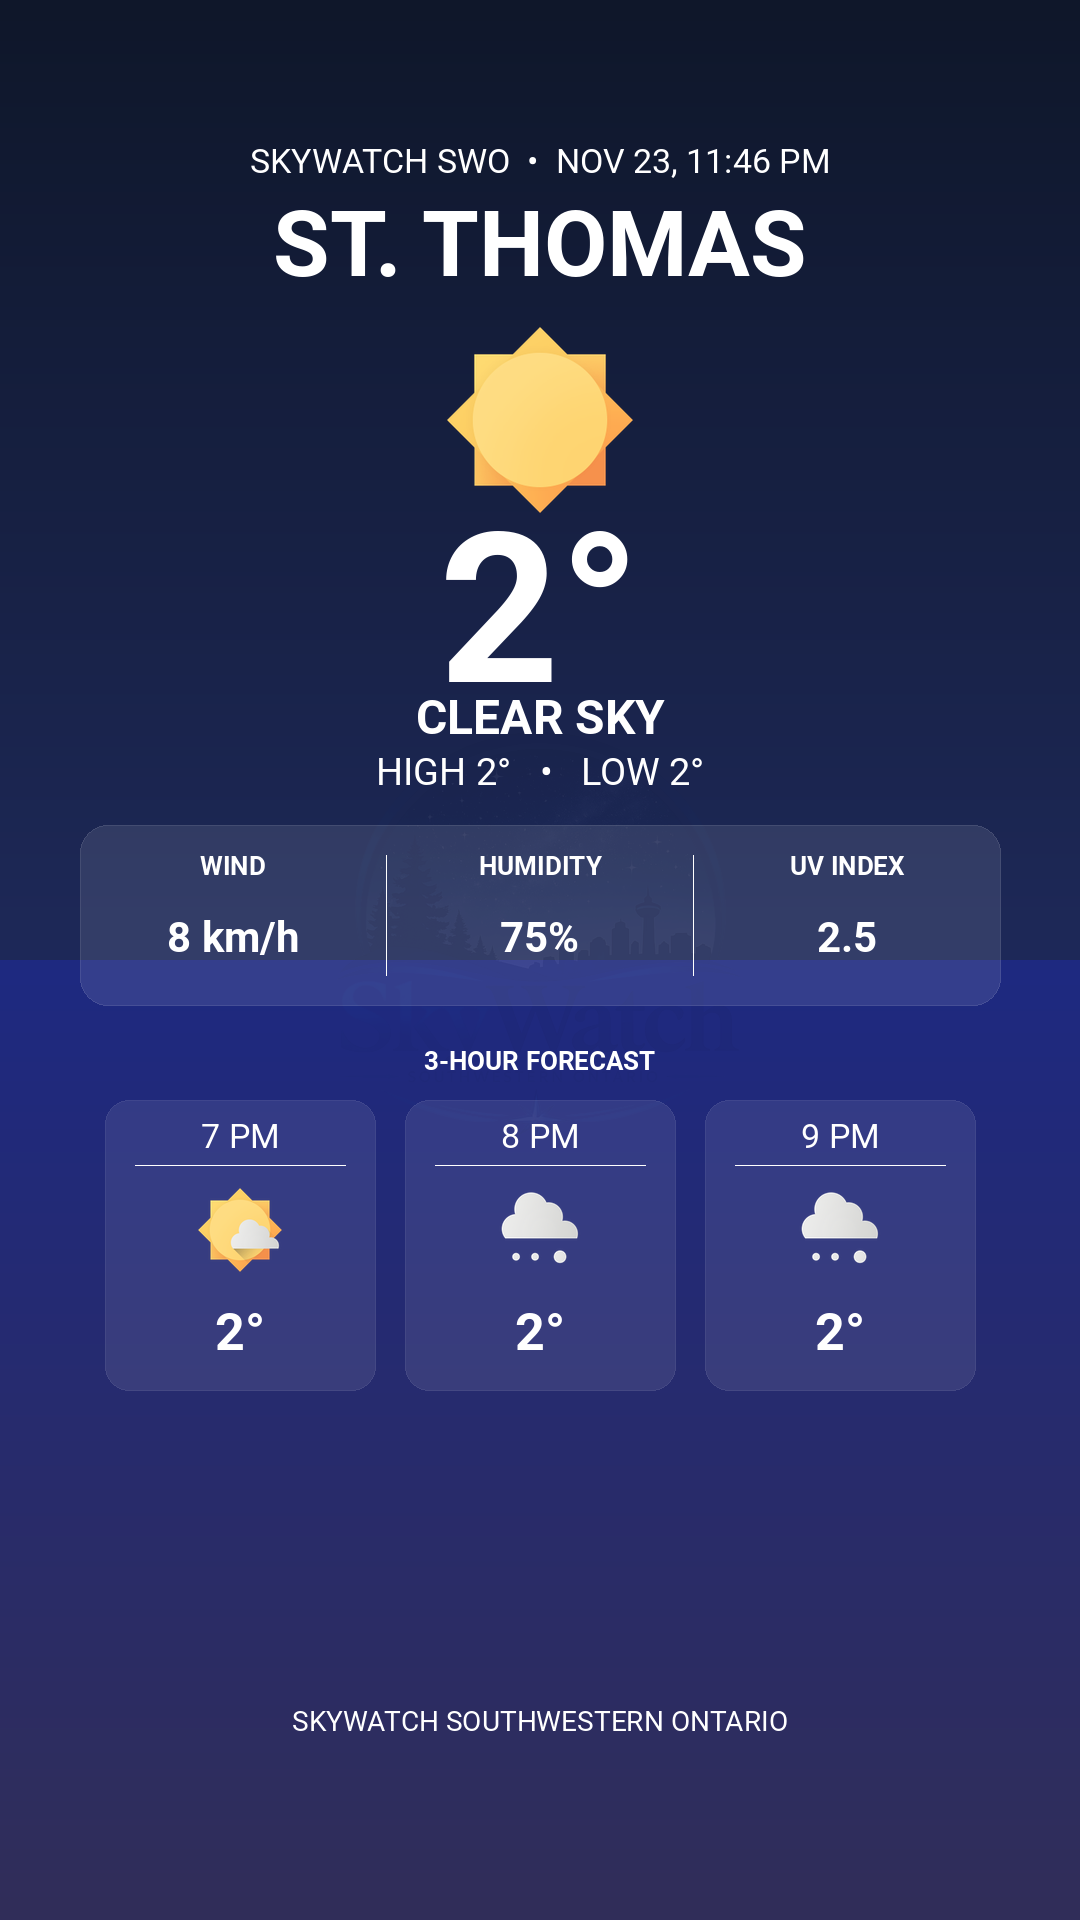 SKYWATCH SWO • NOV 23, 11:46 PM
ST. THOMAS
2°
CLEAR SKY
HIGH 2° • LOW 2°
WIND HUMIDITY UV INDEX
8 km/h 75% 2.5
SkyWatch
3-HOUR FORECAST
7 PM 8 PM 9 PM
2° 2° 2°
SKYWATCH SOUTHWESTERN ONTARIO